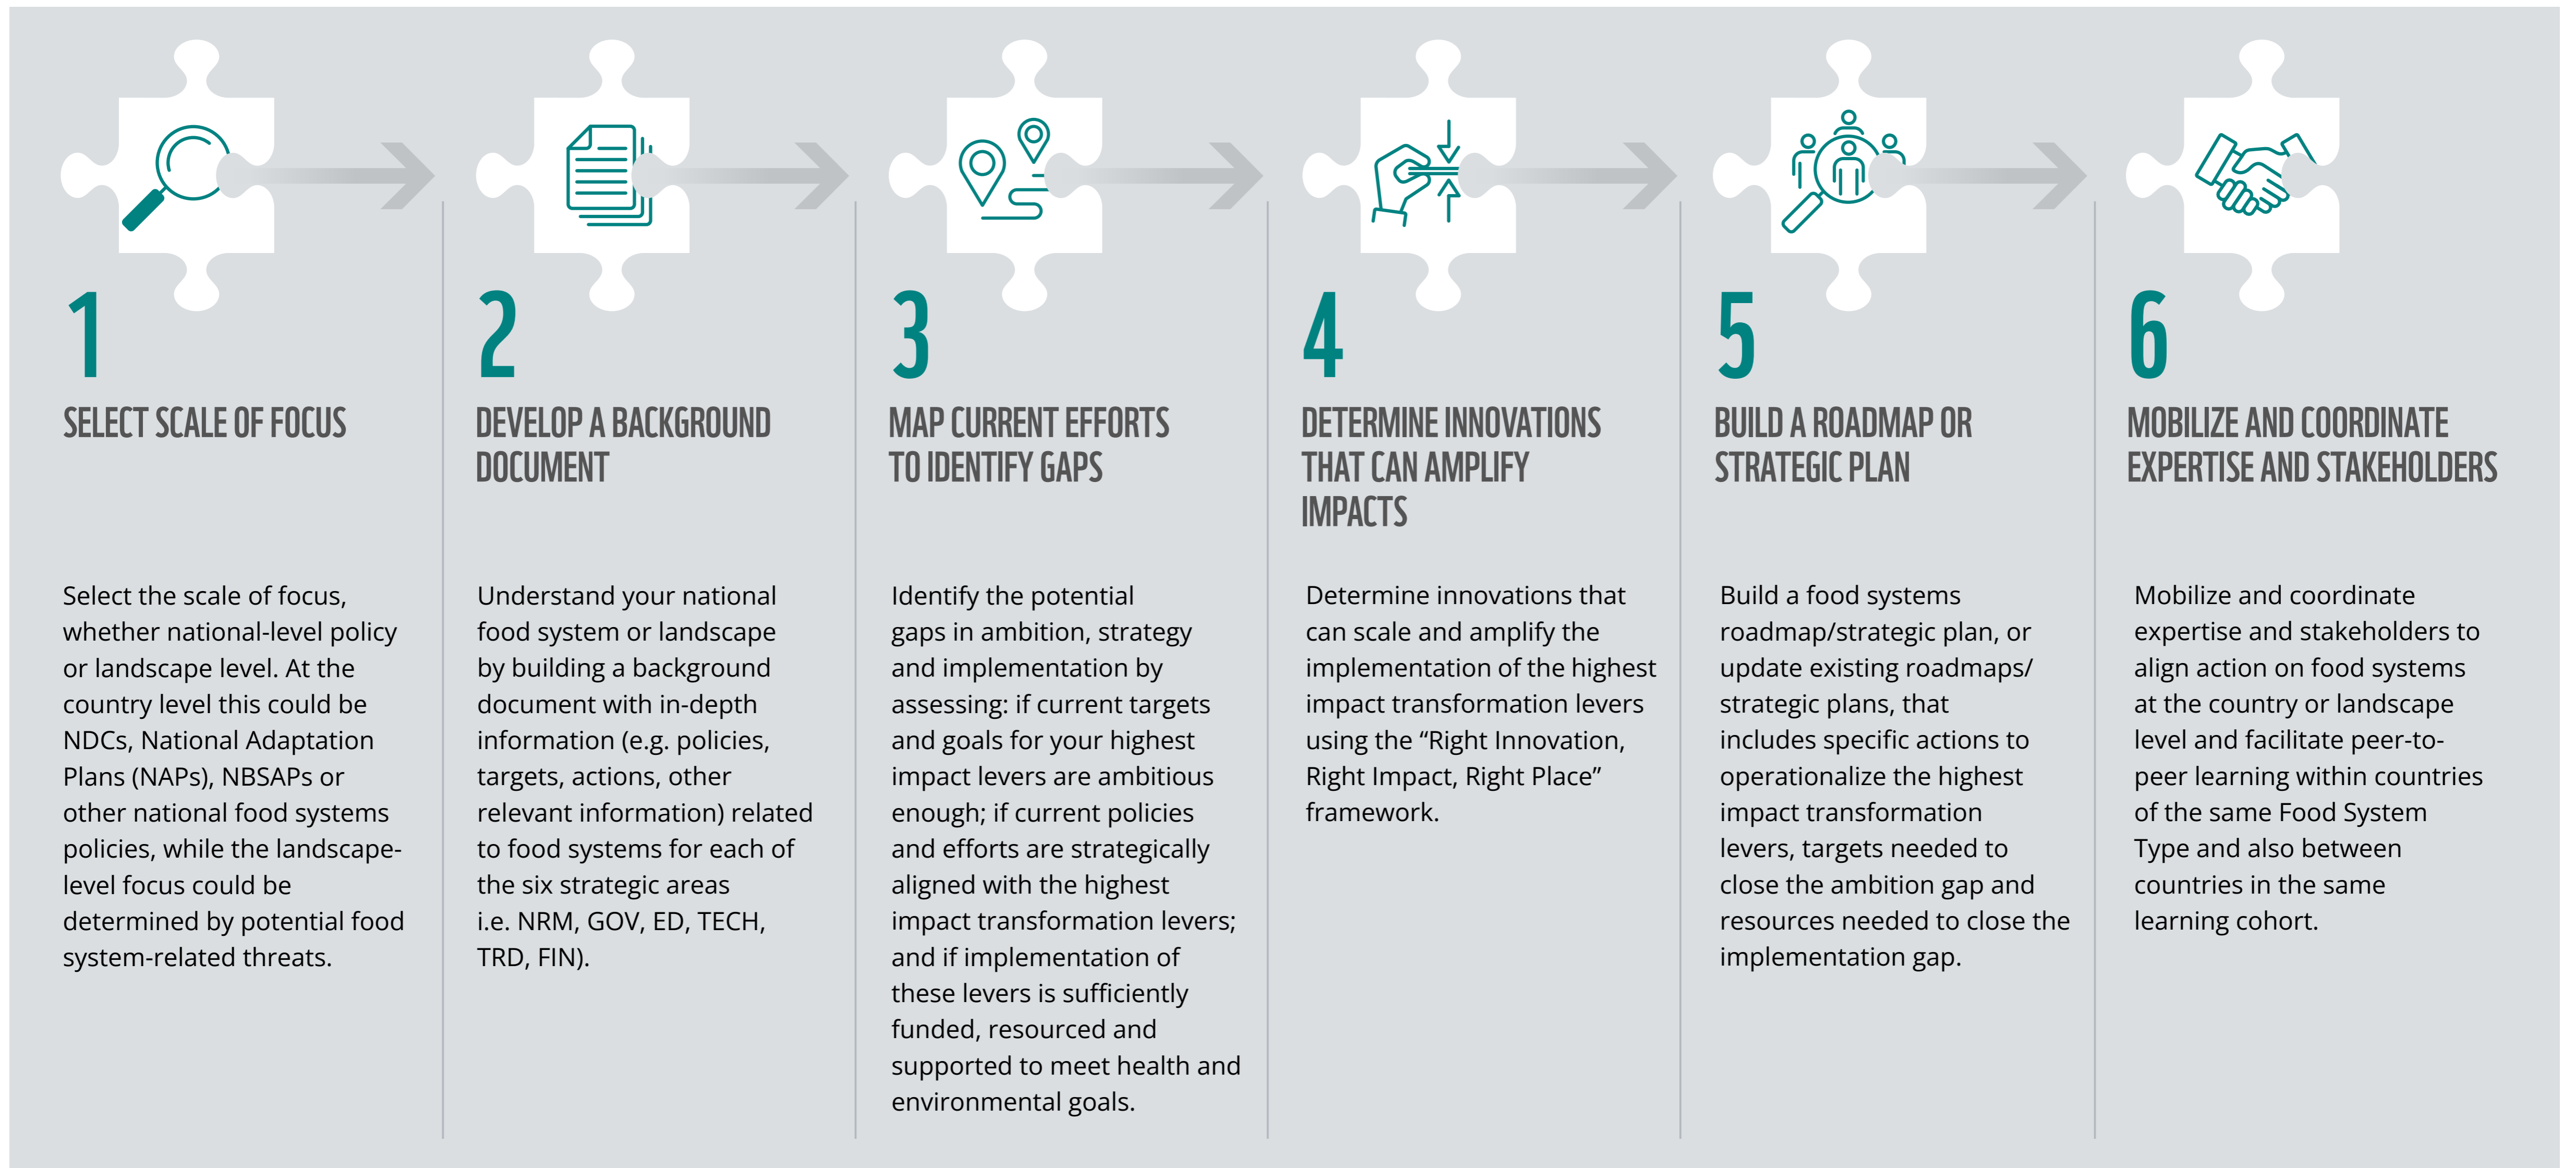 1
SELECT SCALE OF FOCUS
Select the scale of focus,
whether national-level policy
or landscape level. At the
country level this could be
NDCs, National Adaptation
Plans (NAPs), NBSAPs or
other national food systems
policies, while the landscape-
level focus could be
determined by potential food
system-related threats.
2
DEVELOP A BACKGROUND
DOCUMENT
Understand your national
food system or landscape
by building a background
document with in-depth
information (e.g. policies,
targets, actions, other
relevant information) related
to food systems for each of
the six strategic areas
i.e. NRM, GOV, ED, TECH,
TRD, FIN).
3
MAP CURRENT EFFORTS
TO IDENTIFY GAPS
Identify the potential
gaps in ambition, strategy
and implementation by
assessing: if current targets
and goals for your highest
impact levers are ambitious
enough; if current policies
and efforts are strategically
aligned with the highest
impact transformation levers;
and if implementation of
these levers is sufficiently
funded, resourced and
supported to meet health and
environmental goals.
4
DETERMINE INNOVATIONS
THAT CAN AMPLIFY
IMPACTS
Determine innovations that
can scale and amplify the
implementation of the highest
impact transformation levers
using the “Right Innovation,
Right Impact, Right Place”
framework.
5
BUILD A ROADMAP OR
STRATEGIC PLAN
Build a food systems
roadmap/strategic plan, or
update existing roadmaps/
strategic plans, that
includes specific actions to
operationalize the highest
impact transformation
levers, targets needed to
close the ambition gap and
resources needed to close the
implementation gap.
6
MOBILIZE AND COORDINATE
EXPERTISE AND STAKEHOLDERS
Mobilize and coordinate
expertise and stakeholders to
align action on food systems
at the country or landscape
level and facilitate peer-to-
peer learning within countries
of the same Food System
Type and also between
countries in the same
learning cohort.